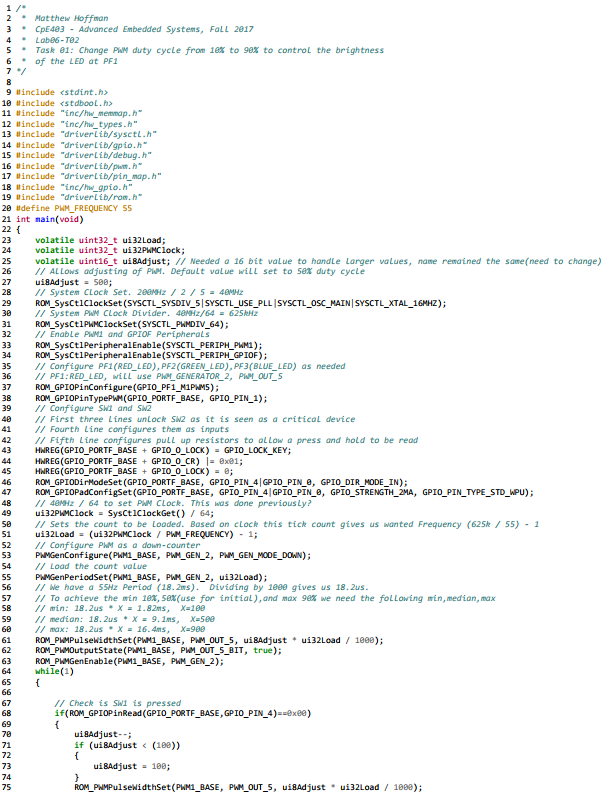 1 /*
2  *  Matthew Hoffman
3  *  CpE403 - Advanced Embedded Systems, Fall 2017
4  *  Lab06-T02
5  *  Task 01: Change PWM duty cycle from 10% to 90% to control the brightness
6  *  of the LED at PF1
7  */
8
9 #include <stdint.h>
10 #include <stdbool.h>
11 #include "inc/hw_memmap.h"
12 #include "inc/hw_types.h"
13 #include "driverlib/sysctl.h"
14 #include "driverlib/gpio.h"
15 #include "driverlib/debug.h"
16 #include "driverlib/pwm.h"
17 #include "driverlib/pin_map.h"
18 #include "inc/hw_gpio.h"
19 #include "driverlib/rom.h"
20 #define PWM_FREQUENCY 55
21 int main(void)
22 {
23     volatile uint32_t ui32Load;
24     volatile uint32_t ui32PWMClock;
25     volatile uint16_t ui8Adjust; // Needed a 16 bit value to handle larger values, name remained the same(need to change)
26     // Allows adjusting of PWM. Default value will set to 50% duty cycle
27     ui8Adjust = 500;
28     // System Clock Set. 200MHz / 2 / 5 = 40MHz
29     ROM_SysCtlClockSet(SYSCTL_SYSDIV_5|SYSCTL_USE_PLL|SYSCTL_OSC_MAIN|SYSCTL_XTAL_16MHZ);
30     // System PWM Clock Divider. 40MHz/64 = 625kHz
31     ROM_SysCtlPWMClockSet(SYSCTL_PWMDIV_64);
32     // Enable PWM1 and GPIOF Peripherals
33     ROM_SysCtlPeripheralEnable(SYSCTL_PERIPH_PWM1);
34     ROM_SysCtlPeripheralEnable(SYSCTL_PERIPH_GPIOF);
35     // Configure PF1(RED_LED),PF2(GREEN_LED),PF3(BLUE_LED) as needed
36     // PF1:RED_LED, will use PWM_GENERATOR_2, PWM_OUT_5
37     ROM_GPIOPinConfigure(GPIO_PF1_M1PWM5);
38     ROM_GPIOPinTypePWM(GPIO_PORTF_BASE, GPIO_PIN_1);
39     // Configure SW1 and SW2
40     // First three lines unlock SW2 as it is seen as a critical device
41     // Fourth line configures them as inputs
42     // Fifth line configures pull up resistors to allow a press and hold to be read
43     HWREG(GPIO_PORTF_BASE + GPIO_O_LOCK) = GPIO_LOCK_KEY;
44     HWREG(GPIO_PORTF_BASE + GPIO_O_CR) |= 0x01;
45     HWREG(GPIO_PORTF_BASE + GPIO_O_LOCK) = 0;
46     ROM_GPIODirModeSet(GPIO_PORTF_BASE, GPIO_PIN_4|GPIO_PIN_0, GPIO_DIR_MODE_IN);
47     ROM_GPIOPadConfigSet(GPIO_PORTF_BASE, GPIO_PIN_4|GPIO_PIN_0, GPIO_STRENGTH_2MA, GPIO_PIN_TYPE_STD_WPU);
48     // 40MHz / 64 to set PWM Clock. This was done previously?
49     ui32PWMClock = SysCtlClockGet() / 64;
50     // Sets the count to be loaded. Based on clock this tick count gives us wanted Frequency (625k / 55) - 1
51     ui32Load = (ui32PWMClock / PWM_FREQUENCY) - 1;
52     // Configure PWM as a down-counter
53     PWMGenConfigure(PWM1_BASE, PWM_GEN_2, PWM_GEN_MODE_DOWN);
54     // Load the count value
55     PWMGenPeriodSet(PWM1_BASE, PWM_GEN_2, ui32Load);
56     // We have a 55Hz Period (18.2ms).  Dividing by 1000 gives us 18.2us.
57     // To achieve the min 10%,50%(use for initial),and max 90% we need the following min,median,max
58     // min: 18.2us * X = 1.82ms,  X=100
59     // median: 18.2us * X = 9.1ms,  X=500
60     // max: 18.2us * X = 16.4ms,  X=900
61     ROM_PWMPulseWidthSet(PWM1_BASE, PWM_OUT_5, ui8Adjust * ui32Load / 1000);
62     ROM_PWMOutputState(PWM1_BASE, PWM_OUT_5_BIT, true);
63     ROM_PWMGenEnable(PWM1_BASE, PWM_GEN_2);
64     while(1)
65     {
66
67         // Check is SW1 is pressed
68         if(ROM_GPIOPinRead(GPIO_PORTF_BASE,GPIO_PIN_4)==0x00)
69         {
70             ui8Adjust--;
71             if (ui8Adjust < (100))
72             {
73                 ui8Adjust = 100;
74             }
75             ROM_PWMPulseWidthSet(PWM1_BASE, PWM_OUT_5, ui8Adjust * ui32Load / 1000);